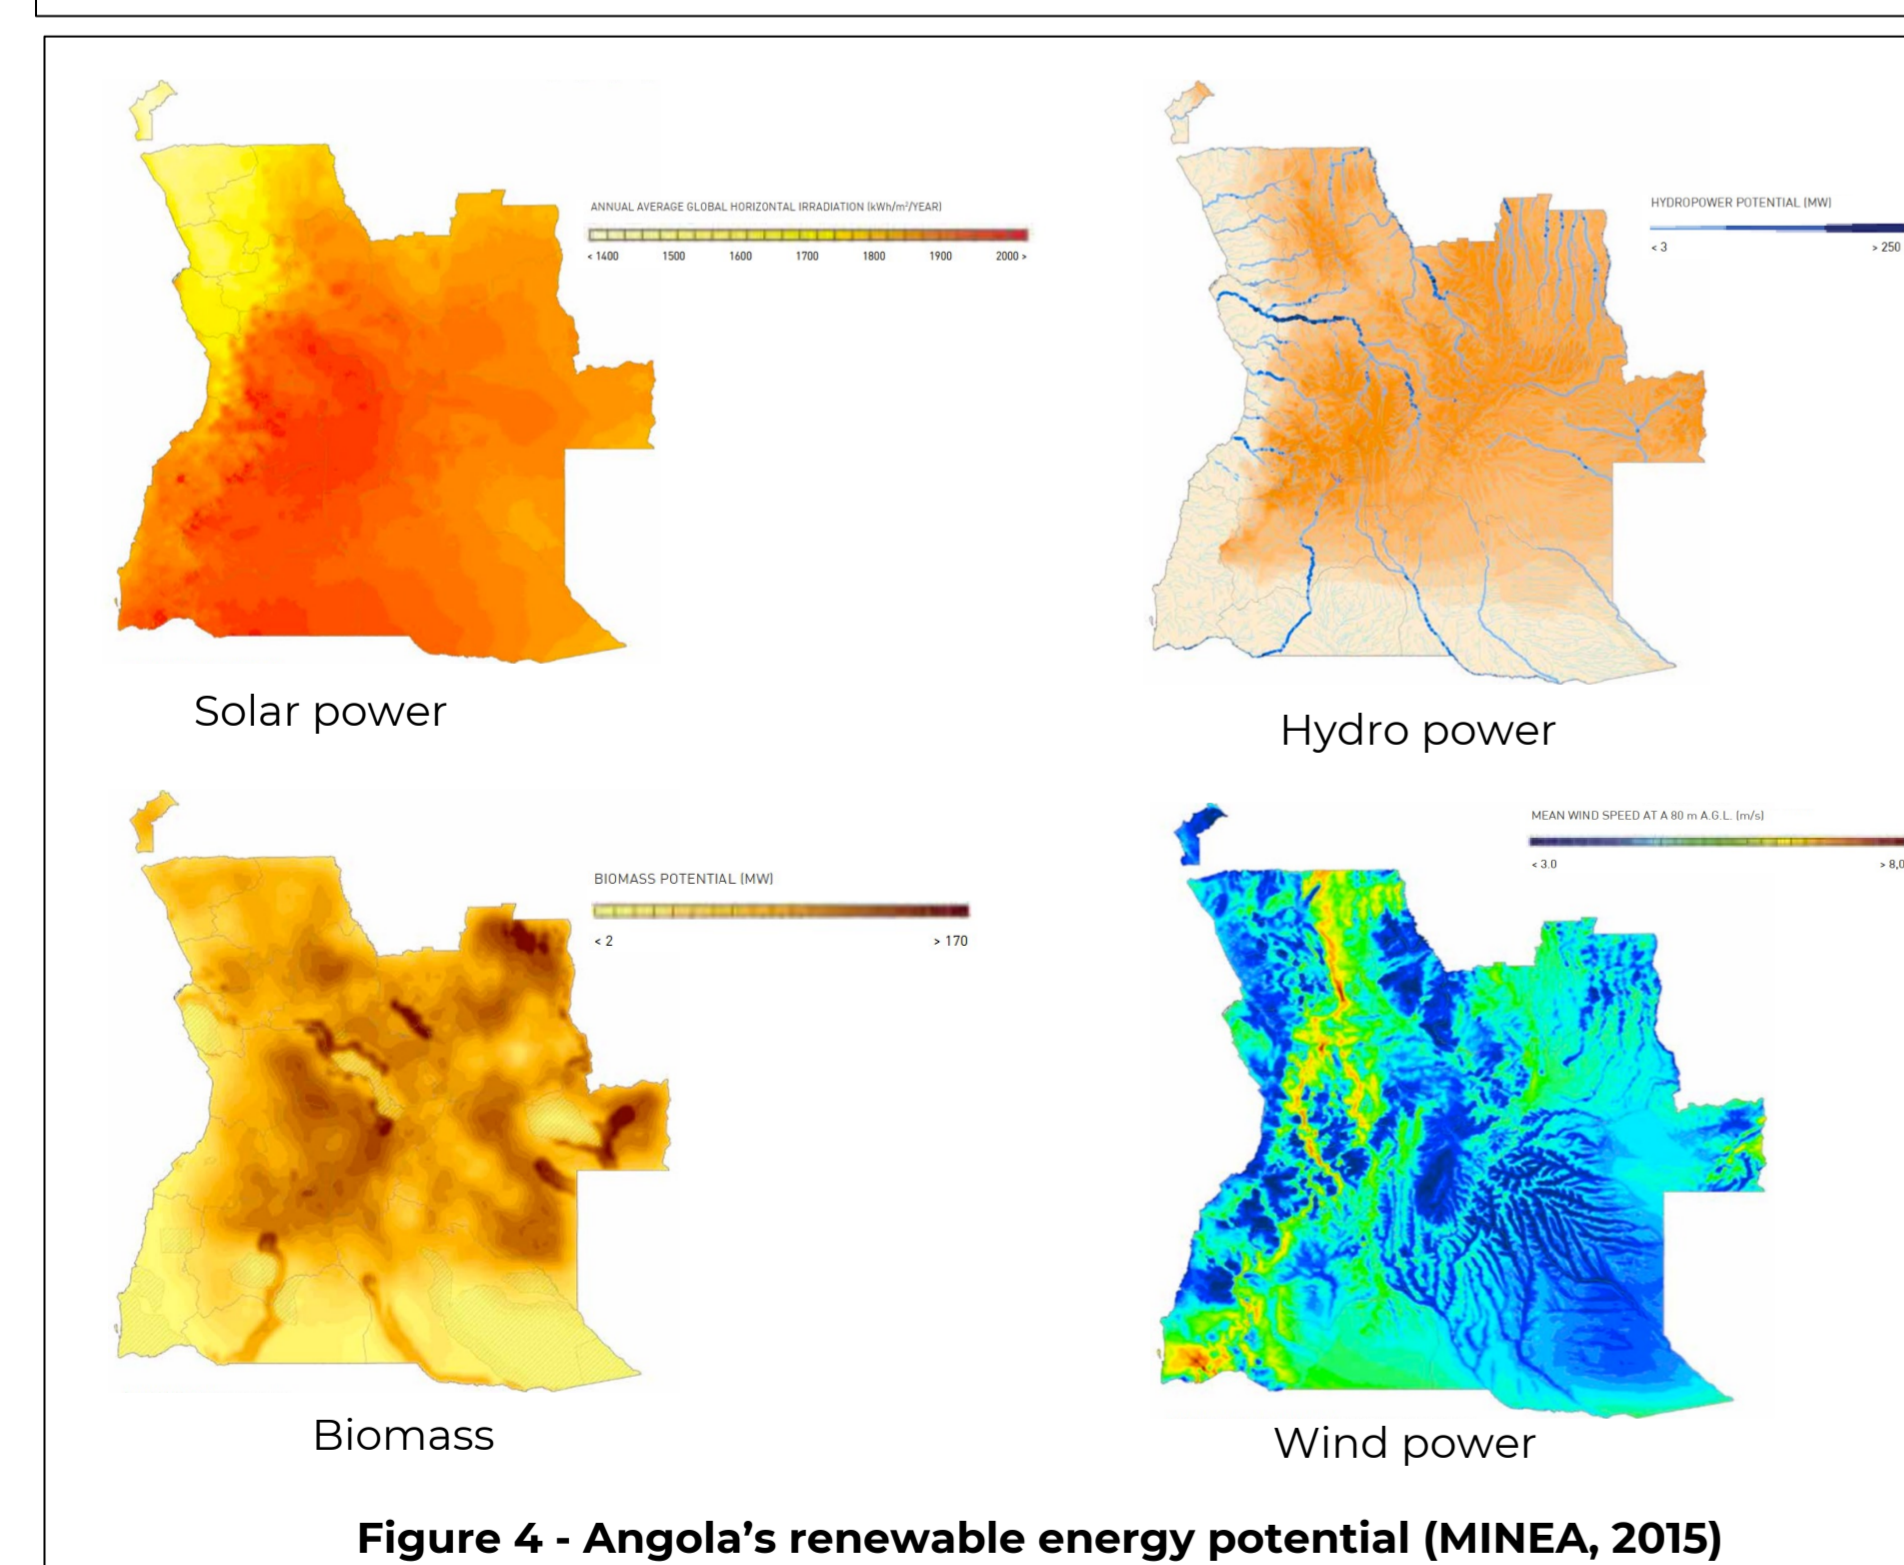 ANNUAL AVERAGE GLOBAL HORIZONTAL IRRADIATION (kWh/m²/YEAR)
< 1400 1500 1600 1700 1800 1900 2000 >
Solar power
HYDROPOWER POTENTIAL (MW)
< 3 > 250
Hydro power
BIOMASS POTENTIAL (MW)
< 2 > 170
Biomass
MEAN WIND SPEED AT A 80 m A.G.L. (m/s)
< 3.0 > 8,0
Wind power
Figure 4 - Angola’s renewable energy potential (MINEA, 2015)